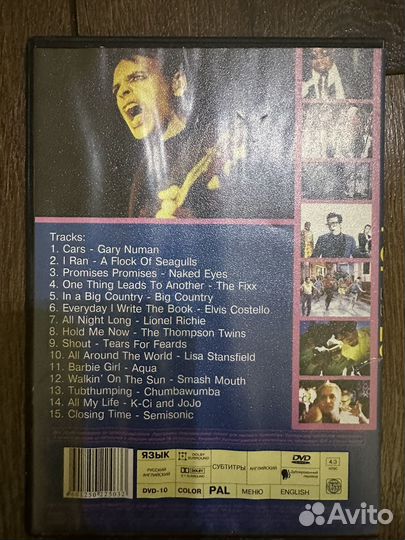 Tracks:
1. Cars - Gary Numan
2. I Ran - A Flock Of Seagulls
3. Promises Promises - Naked Eyes
4. One Thing Leads To Another - The Fixx
5. In a Big Country - Big Country
6. Everyday I Write The Book - Elvis Costello
7. All Night Long - Lionel Richie
8. Hold Me Now - The Thompson Twins
9. Shout - Tears For Feards
10. All Around The World - Lisa Stansfield
11. Barbie Girl - Aqua
12. Walkin' On The Sun - Smash Mouth
13. Tubthumping - Chumbawumba
14. All My Life - K-Ci and JoJo
15. Closing Time - Semisonic
ЯЗЫК DOLBY SURROUND DVD 4:3
РУССКИЙ АНГЛИЙСКИЙ DOLBY СУБТИТРЫ АНГЛИЙСКИЙ
DVD-10 COLOR PAL МЕНЮ ENGLISH
Avito